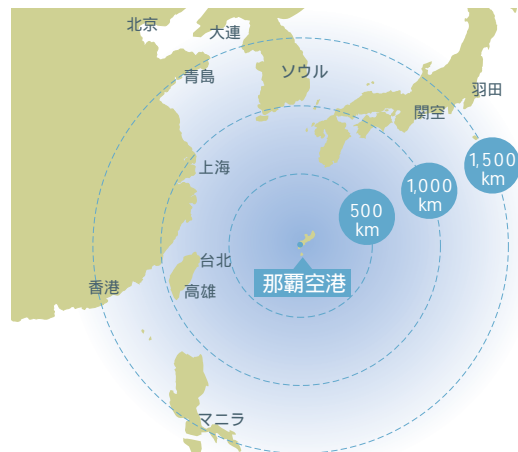 北京
大連
青島
ソウル
羽田
関空
上海
1,500
km
1,000
km
500
km
台北
那覇空港
香港
高雄
マニラ